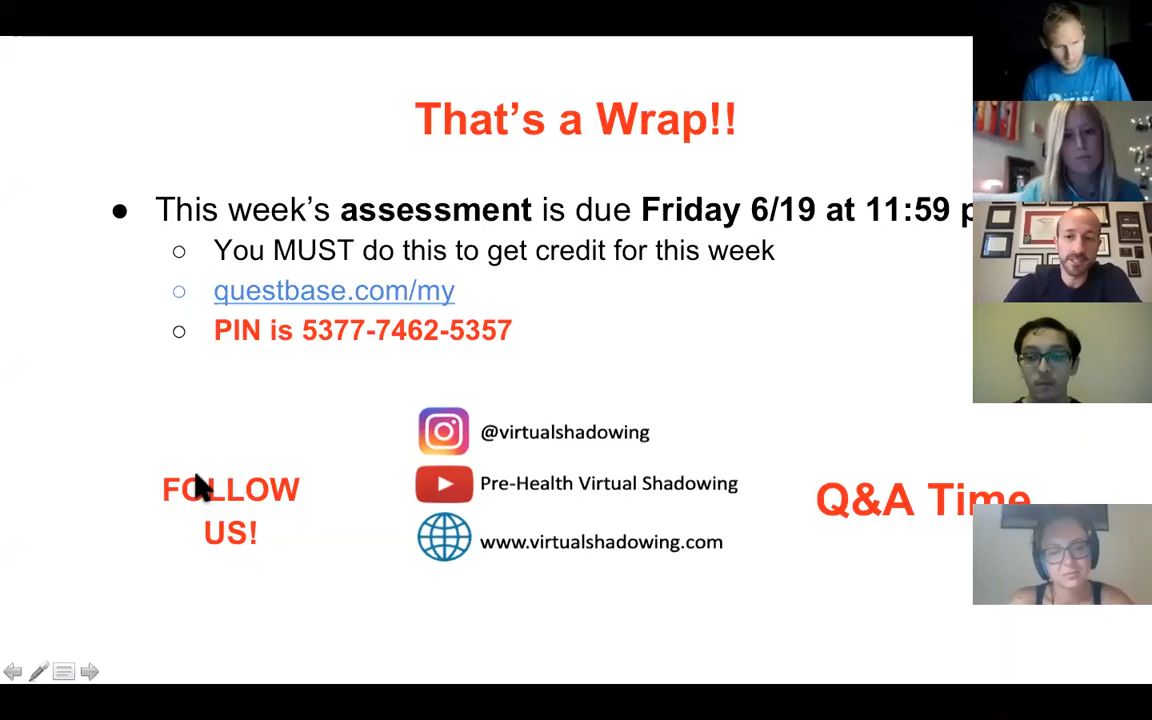 That's a Wrap!!
● This week's assessment is due Friday 6/19 at 11:59
○ You MUST do this to get credit for this week
○ questbase.com/my
○ PIN is 5377-7462-5357
@virtualshadowing
FOLLOW
US!
Pre-Health Virtual Shadowing
Q&A Time
www.virtualshadowing.com